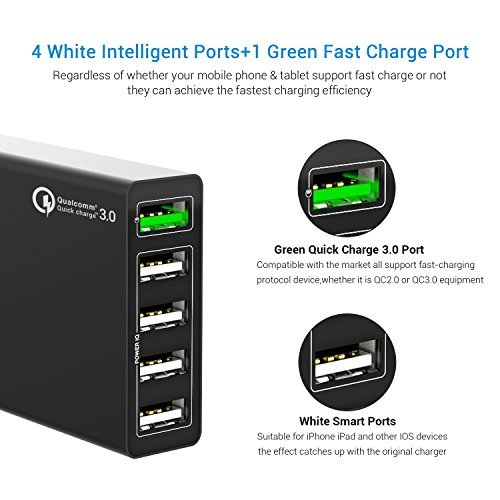 4 White Intelligent Ports+1 Green Fast Charge Port
Regardless of whether your mobile phone & tablet support fast charge or not
they can achieve the fastest charging efficiency
Qualcomm®
Quick charge™ 3.0
POWER IQ
Green Quick Charge 3.0 Port
Compatible with the market all support fast-charging
protocol device,whether it is QC2.0 or QC3.0 equipment
White Smart Ports
Suitable for iPhone iPad and other IOS devices
the effect catches up with the original charger